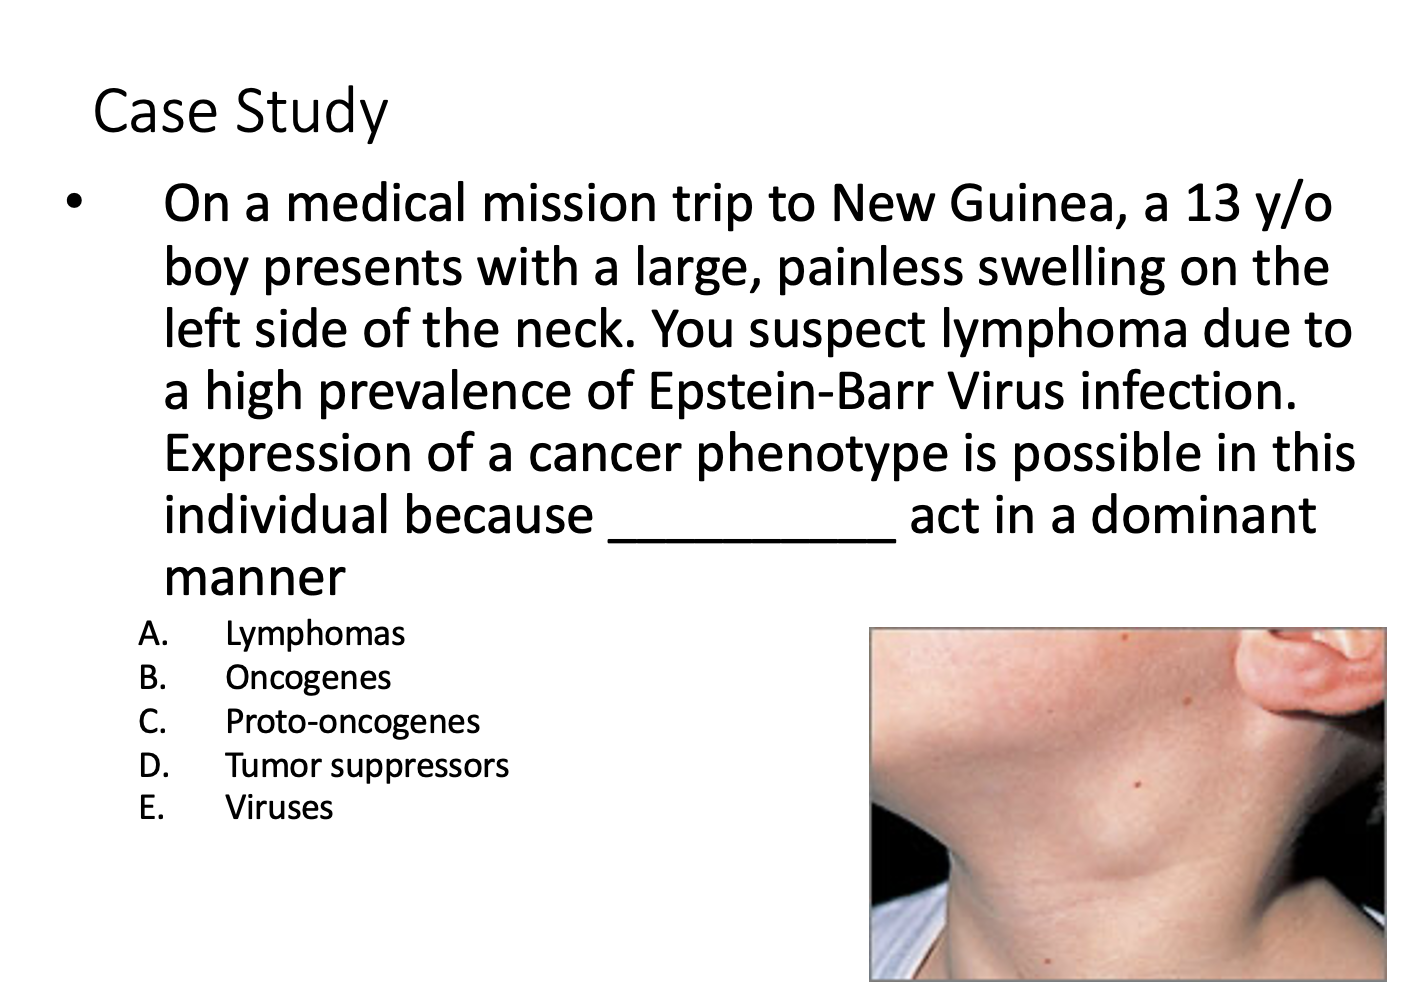 Case Study
• On a medical mission trip to New Guinea, a 13 y/o
boy presents with a large, painless swelling on the
left side of the neck. You suspect lymphoma due to
a high prevalence of Epstein-Barr Virus infection.
Expression of a cancer phenotype is possible in this
individual because ___________ act in a dominant
manner
A. Lymphomas
B. Oncogenes
C. Proto-oncogenes
D. Tumor suppressors
E. Viruses